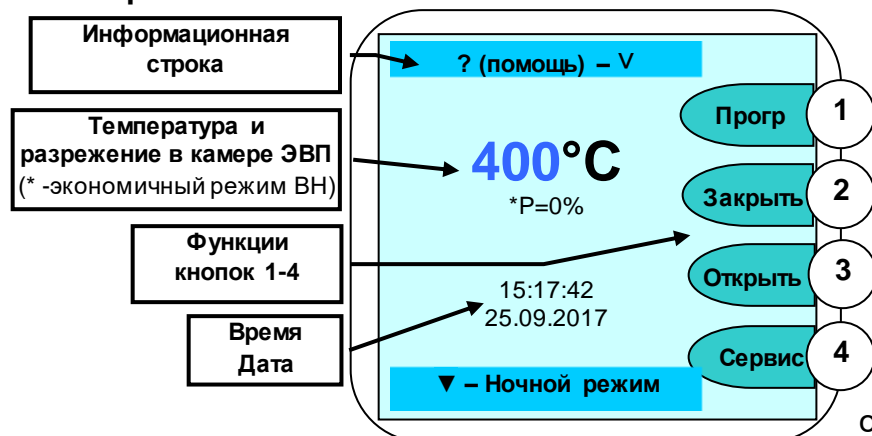 Информационная
строка
? (помощь) – V
Прогр
1
Температура и
разрежение в камере ЭВП
(* -экономичный режим ВН)
400°C
*P=0%
Закрыть
2
Функции
кнопок 1-4
Открыть
3
15:17:42
25.09.2017
Время
Дата
Сервис
4
▼ – Ночной режим